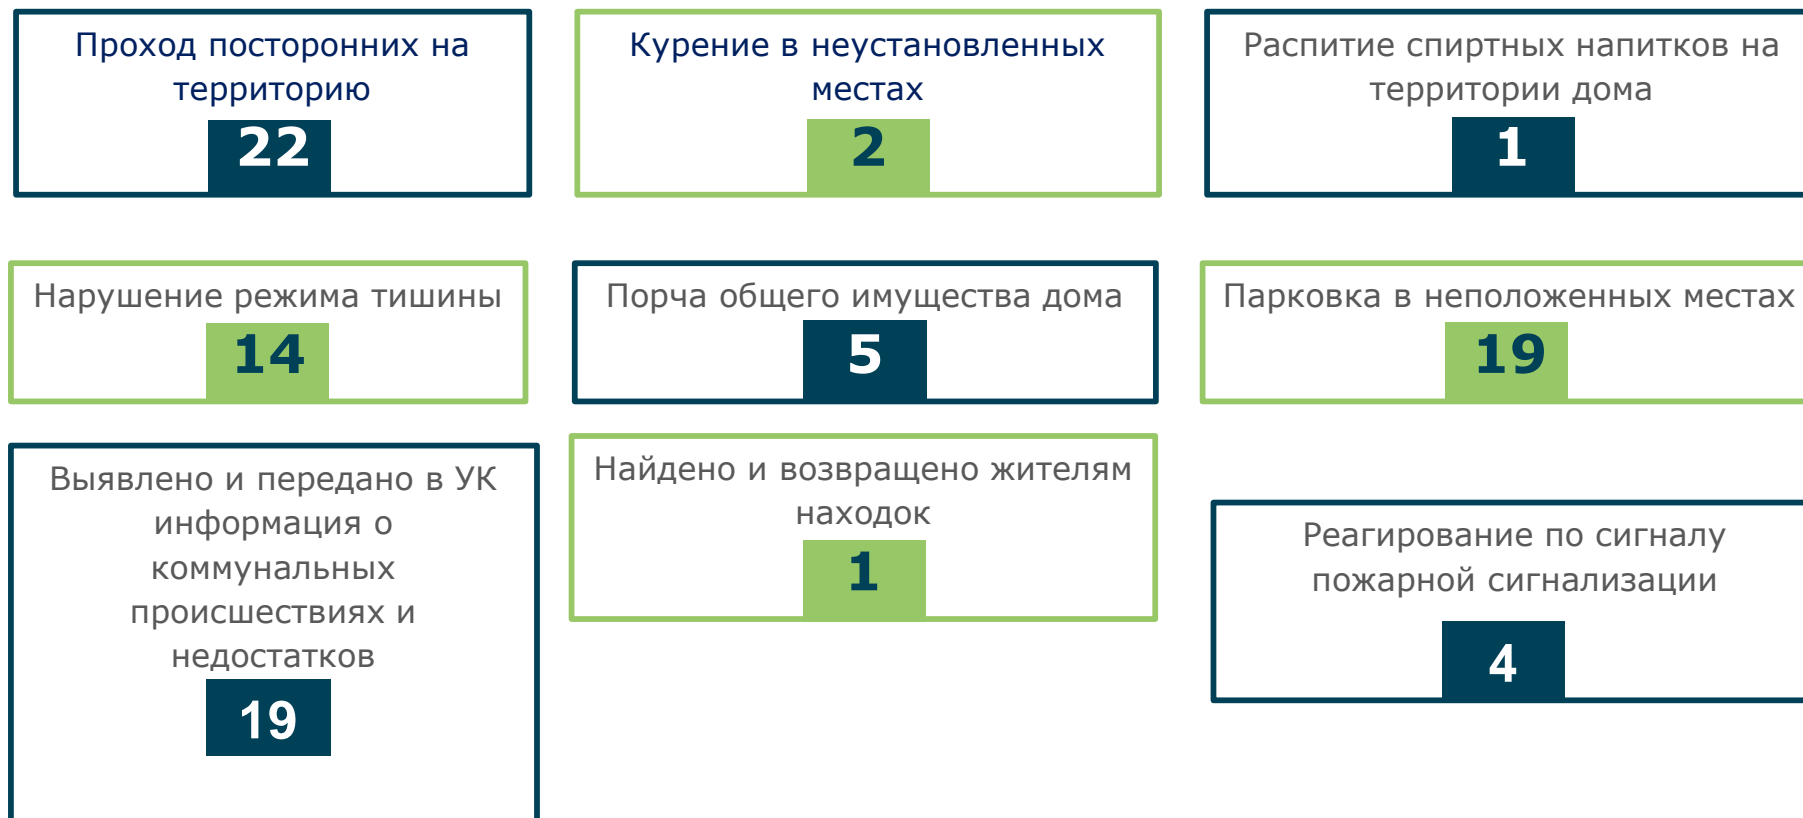 Проход посторонних на
территорию
22
Курение в неустановленных
местах
2
Распитие спиртных напитков на
территории дома
1
Нарушение режима тишины
14
Порча общего имущества дома
5
Парковка в неположенных местах
19
Выявлено и передано в УК
информация о
коммунальных
происшествиях и
недостатков
19
Найдено и возвращено жителям
находок
1
Реагирование по сигналу
пожарной сигнализации
4